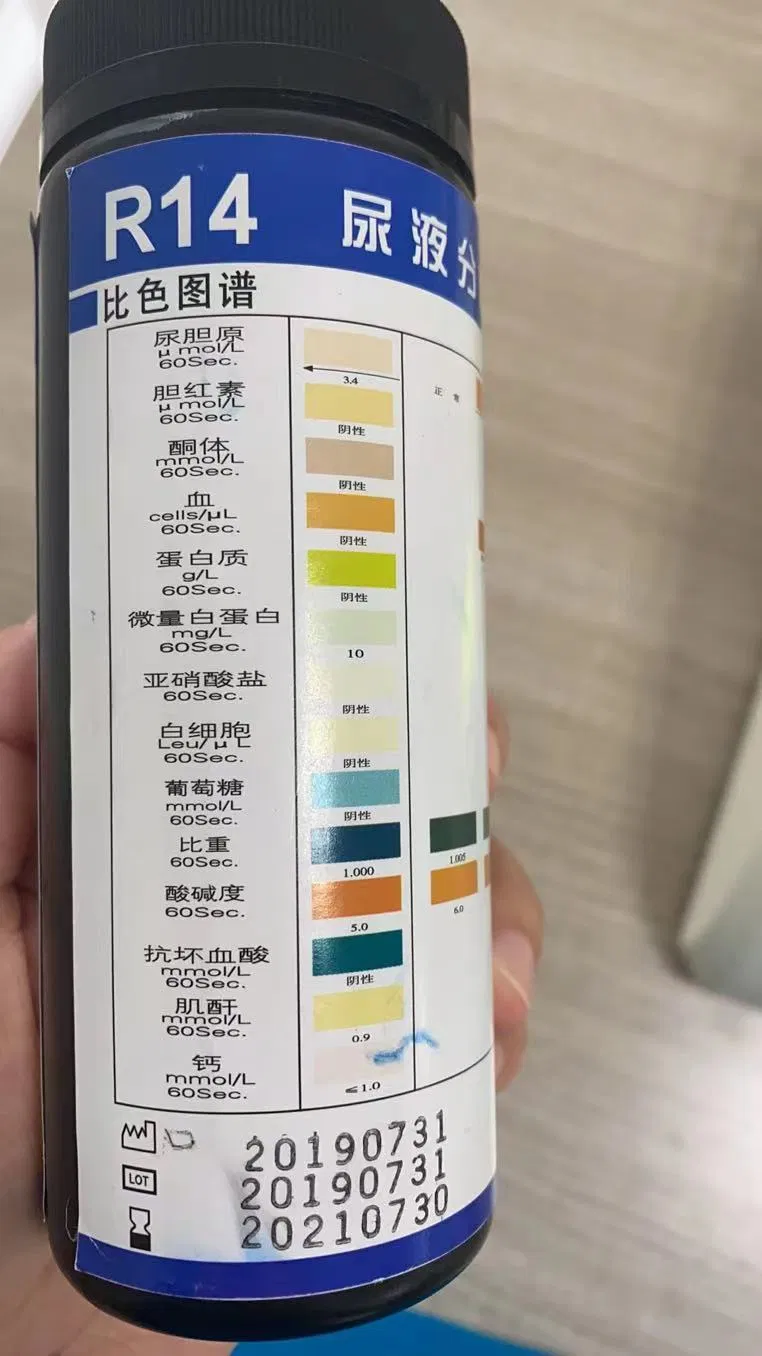 R14 尿液分
比色图谱
尿胆原
μ mol/L
60Sec.
3.4
正常
胆红素
μ mol/L
60Sec.
阴性
酮体
mmol/L
60Sec.
阴性
血
cells/μL
60Sec.
阴性
蛋白质
g/L
60Sec.
阴性
微量白蛋白
mg/L
60Sec.
10
亚硝酸盐
60Sec.
阴性
白细胞
Leu/μ L
60Sec.
阴性
葡萄糖
mmol/L
60Sec.
阴性
比重
60Sec.
1.000
1.005
酸碱度
60Sec.
5.0
6.0
抗坏血酸
mmol/L
60Sec.
阴性
肌酐
mmol/L
60Sec.
0.9
钙
mmol/L
60Sec.
≤1.0
20190731
LOT 20190731
20210730